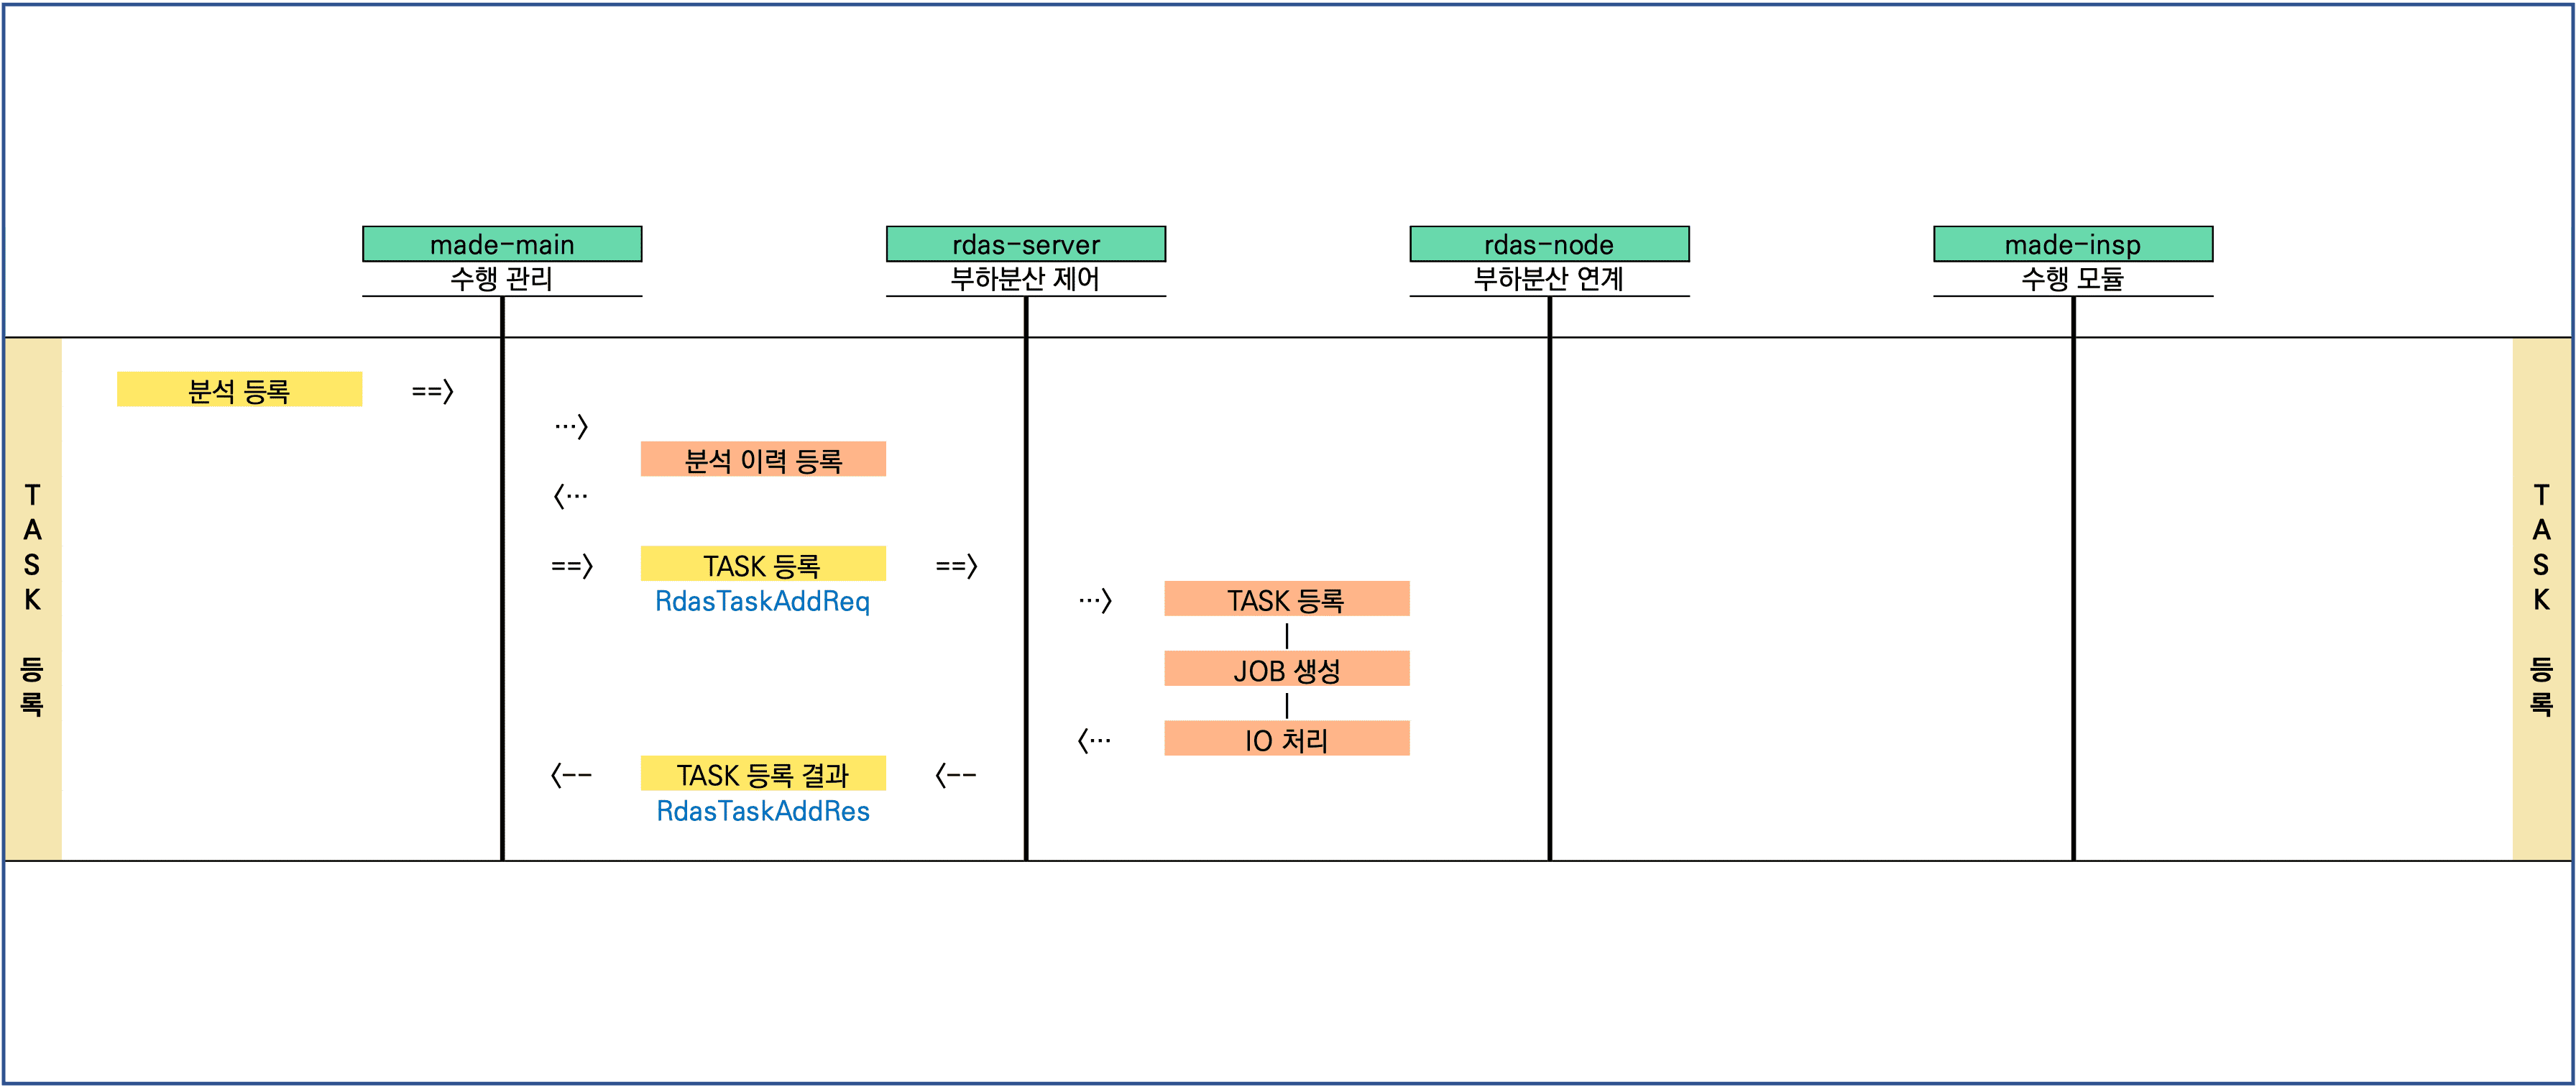 made-main
수행 관리
rdas-server
부하분산 제어
rdas-node
부하분산 연계
made-insp
수행 모듈
TASK 등록
분석 등록 ==〉
…〉
분석 이력 등록
〈…
==〉 TASK 등록 ==〉
RdasTaskAddReq
…〉 TASK 등록
JOB 생성
〈… IO 처리
〈-- TASK 등록 결과 〈--
RdasTaskAddRes
TASK 등록